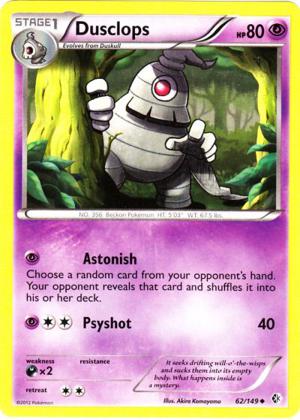 STAGE1
Dusclops
HP80
Evolves from Duskull
NO. 356 Beckon Pokémon HT. 5'03" WT. 67.5 lbs.
Astonish
Choose a random card from your opponent's hand.
Your opponent reveals that card and shuffles it into
his or her deck.
Psyshot 40
weakness
resistance
×2
retreat
It seeks drifting will-o'-the-wisps
and sucks them into its empty
body. What happens inside is
a mystery.
Illus. Akira Komayama
62/149
©2012 Pokémon